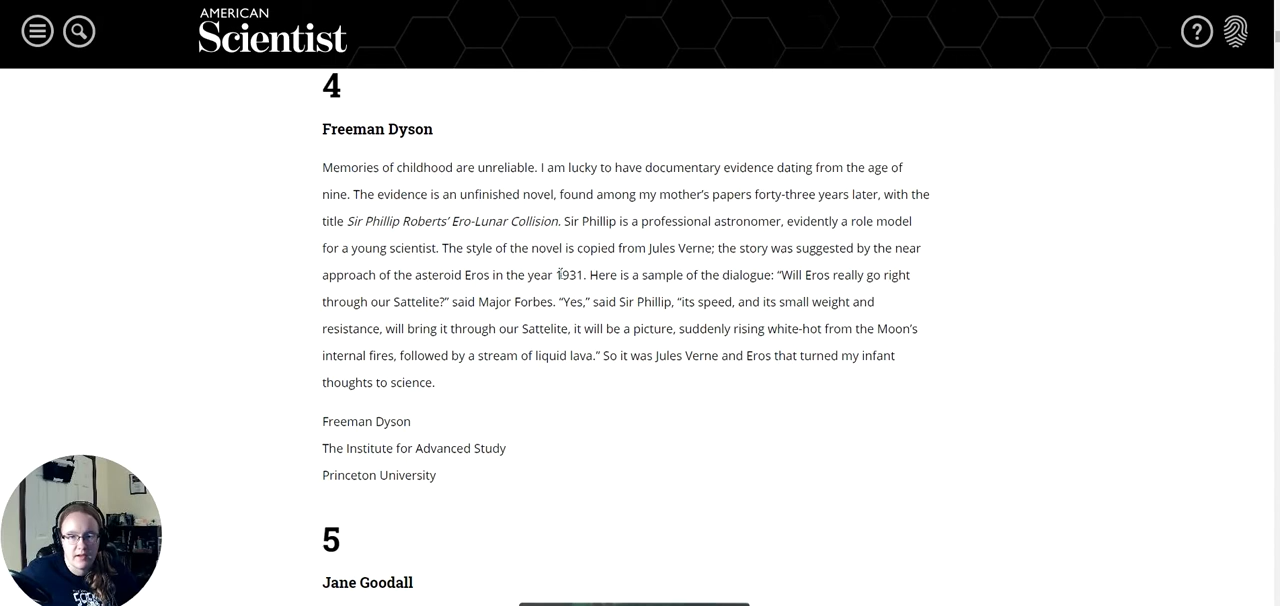 AMERICAN
Scientist
?
4
Freeman Dyson
Memories of childhood are unreliable. I am lucky to have documentary evidence dating from the age of
nine. The evidence is an unfinished novel, found among my mother’s papers forty-three years later, with the
title Sir Phillip Roberts’ Ero-Lunar Collision. Sir Phillip is a professional astronomer, evidently a role model
for a young scientist. The style of the novel is copied from Jules Verne; the story was suggested by the near
approach of the asteroid Eros in the year 1931. Here is a sample of the dialogue: “Will Eros really go right
through our Sattelite?” said Major Forbes. “Yes,” said Sir Phillip, “its speed, and its small weight and
resistance, will bring it through our Sattelite, it will be a picture, suddenly rising white-hot from the Moon’s
internal fires, followed by a stream of liquid lava.” So it was Jules Verne and Eros that turned my infant
thoughts to science.
Freeman Dyson
The Institute for Advanced Study
Princeton University
5
Jane Goodall